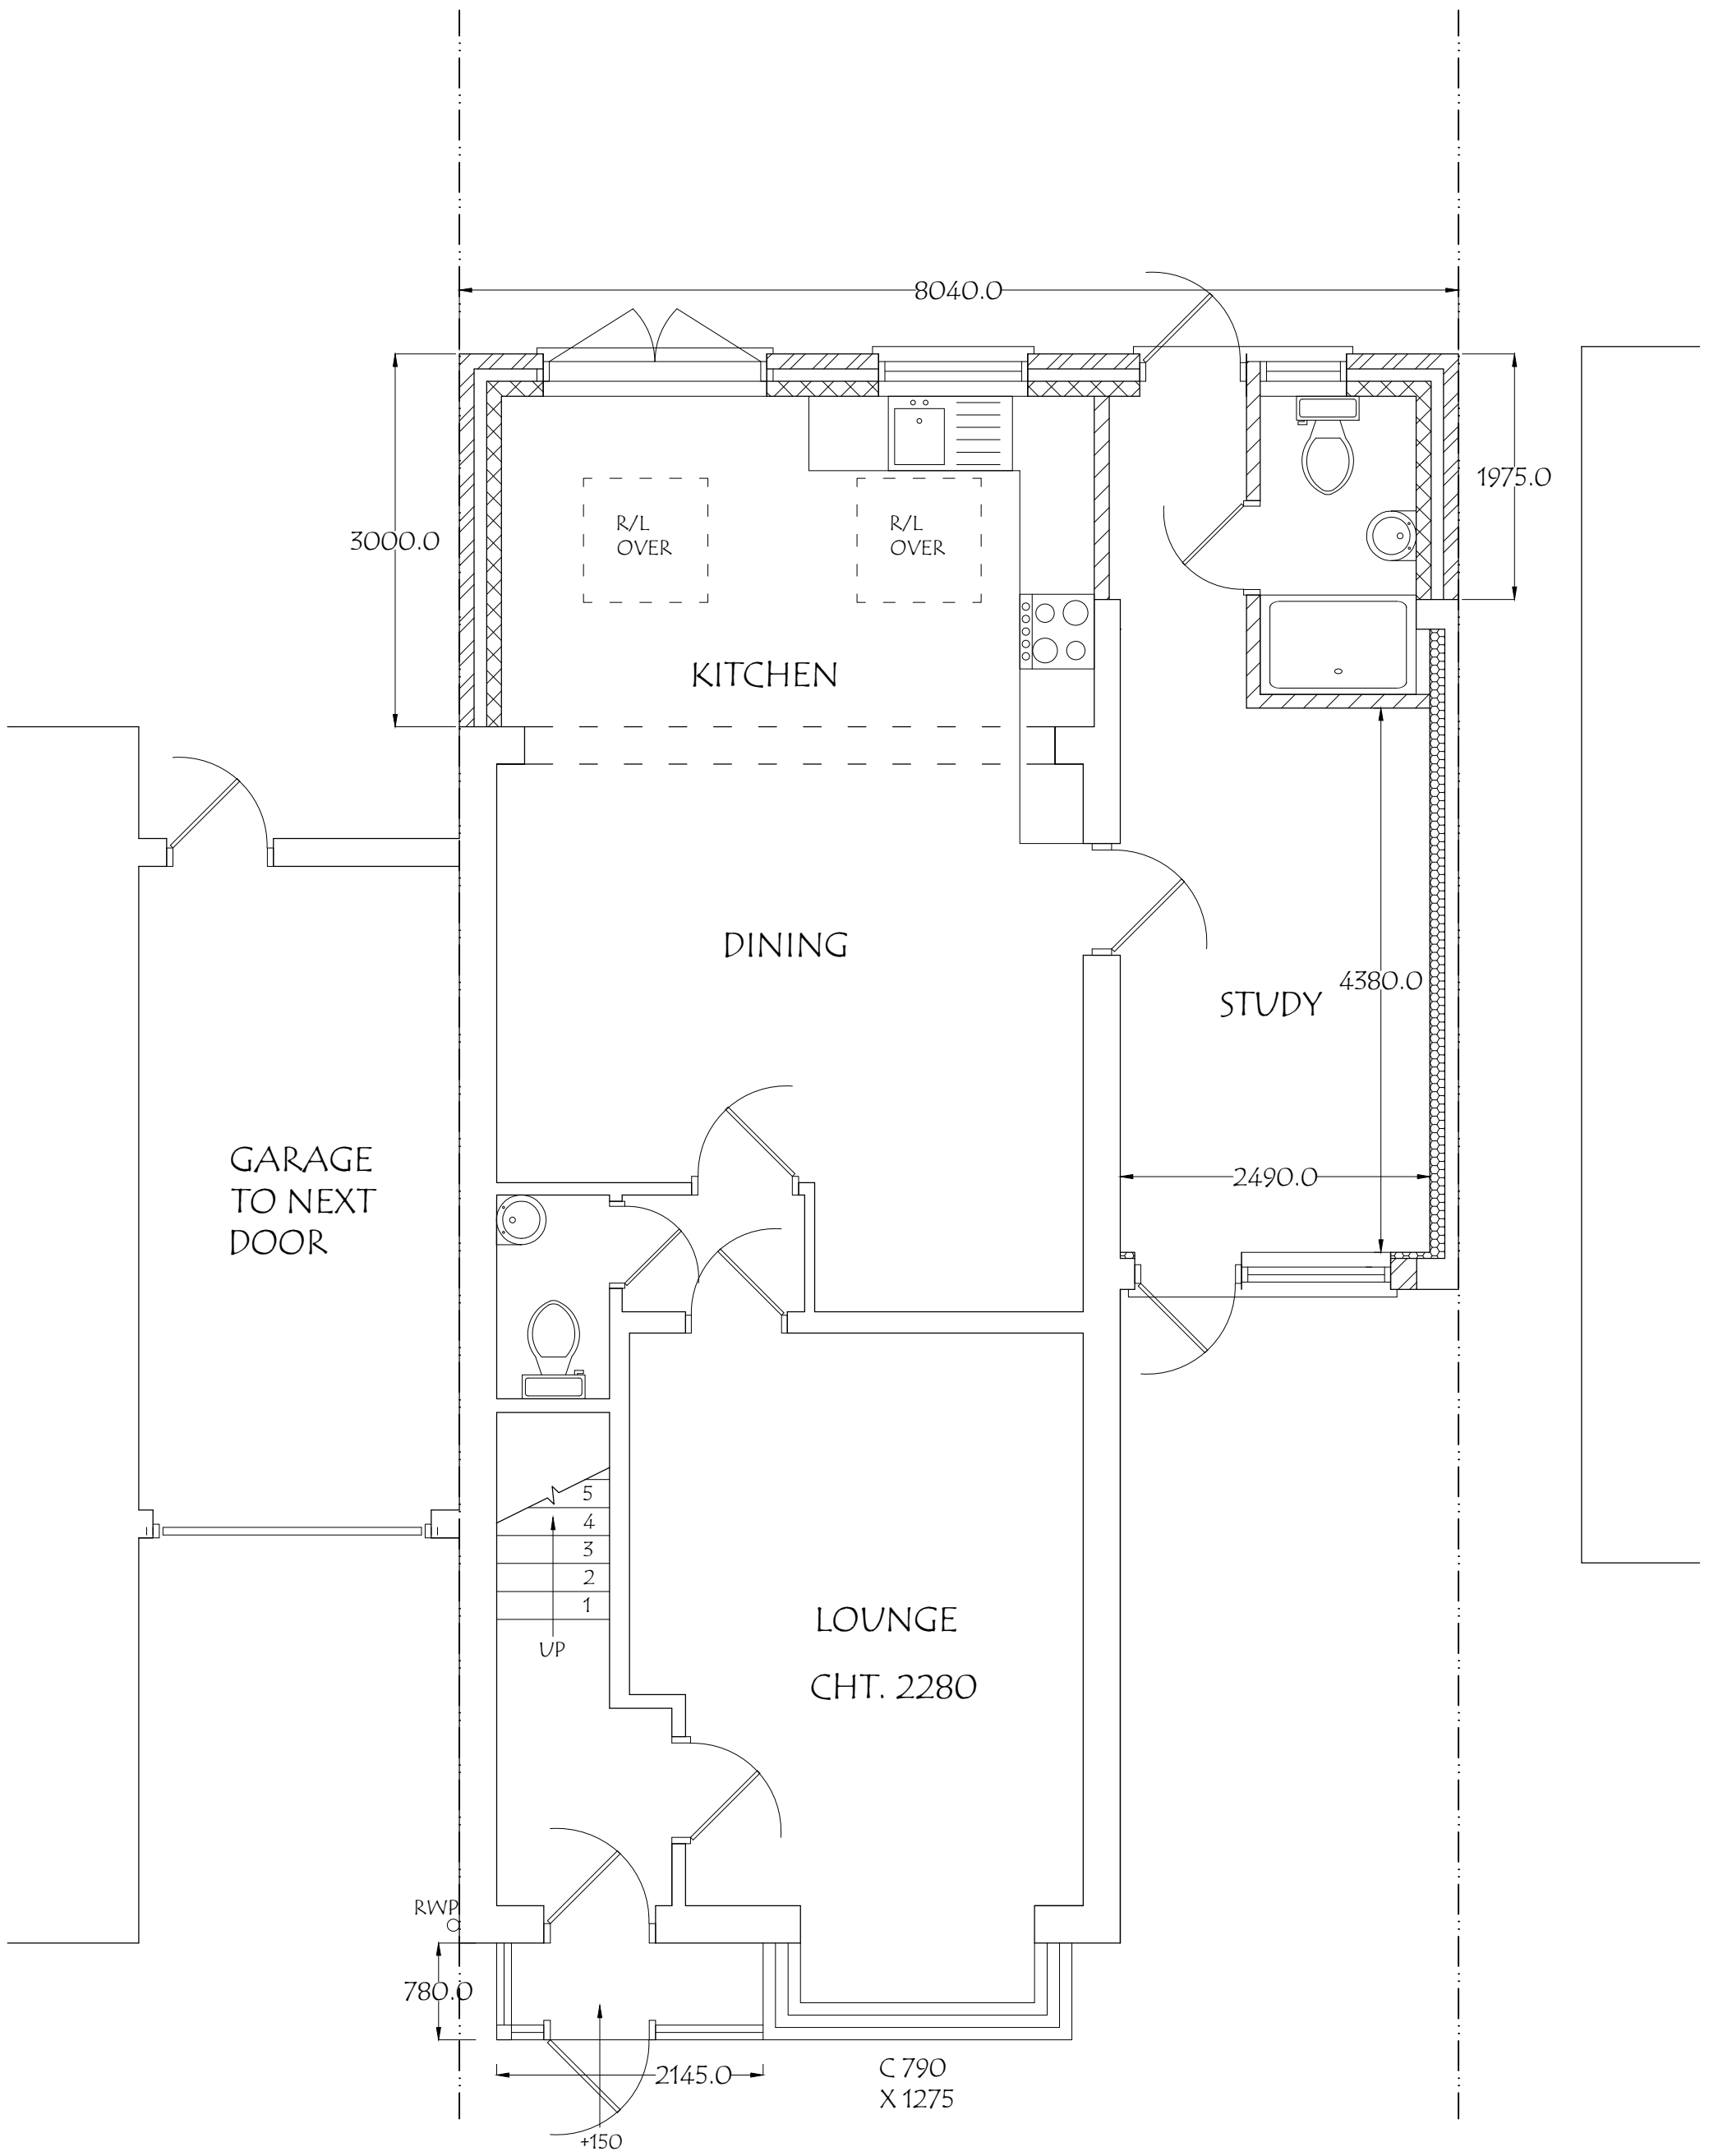 8040.0
1975.0
3000.0
R/L
OVER
R/L
OVER
KITCHEN
DINING
4380.0
STUDY
GARAGE
TO NEXT
DOOR
2490.0
5
4
3
2
1
UP
LOUNGE
CHT. 2280
RWP
780.0
2145.0
C 790
X 1275
+150